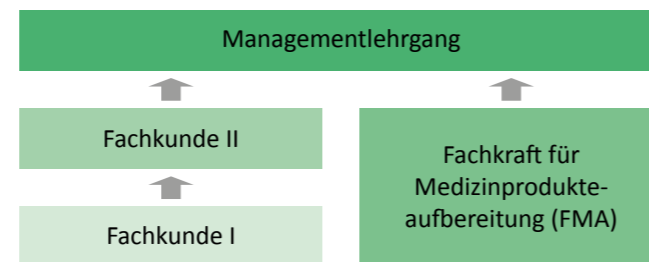 Managementlehrgang
Fachkunde II
Fachkunde I
Fachkraft für
Medizinprodukte-
aufbereitung (FMA)